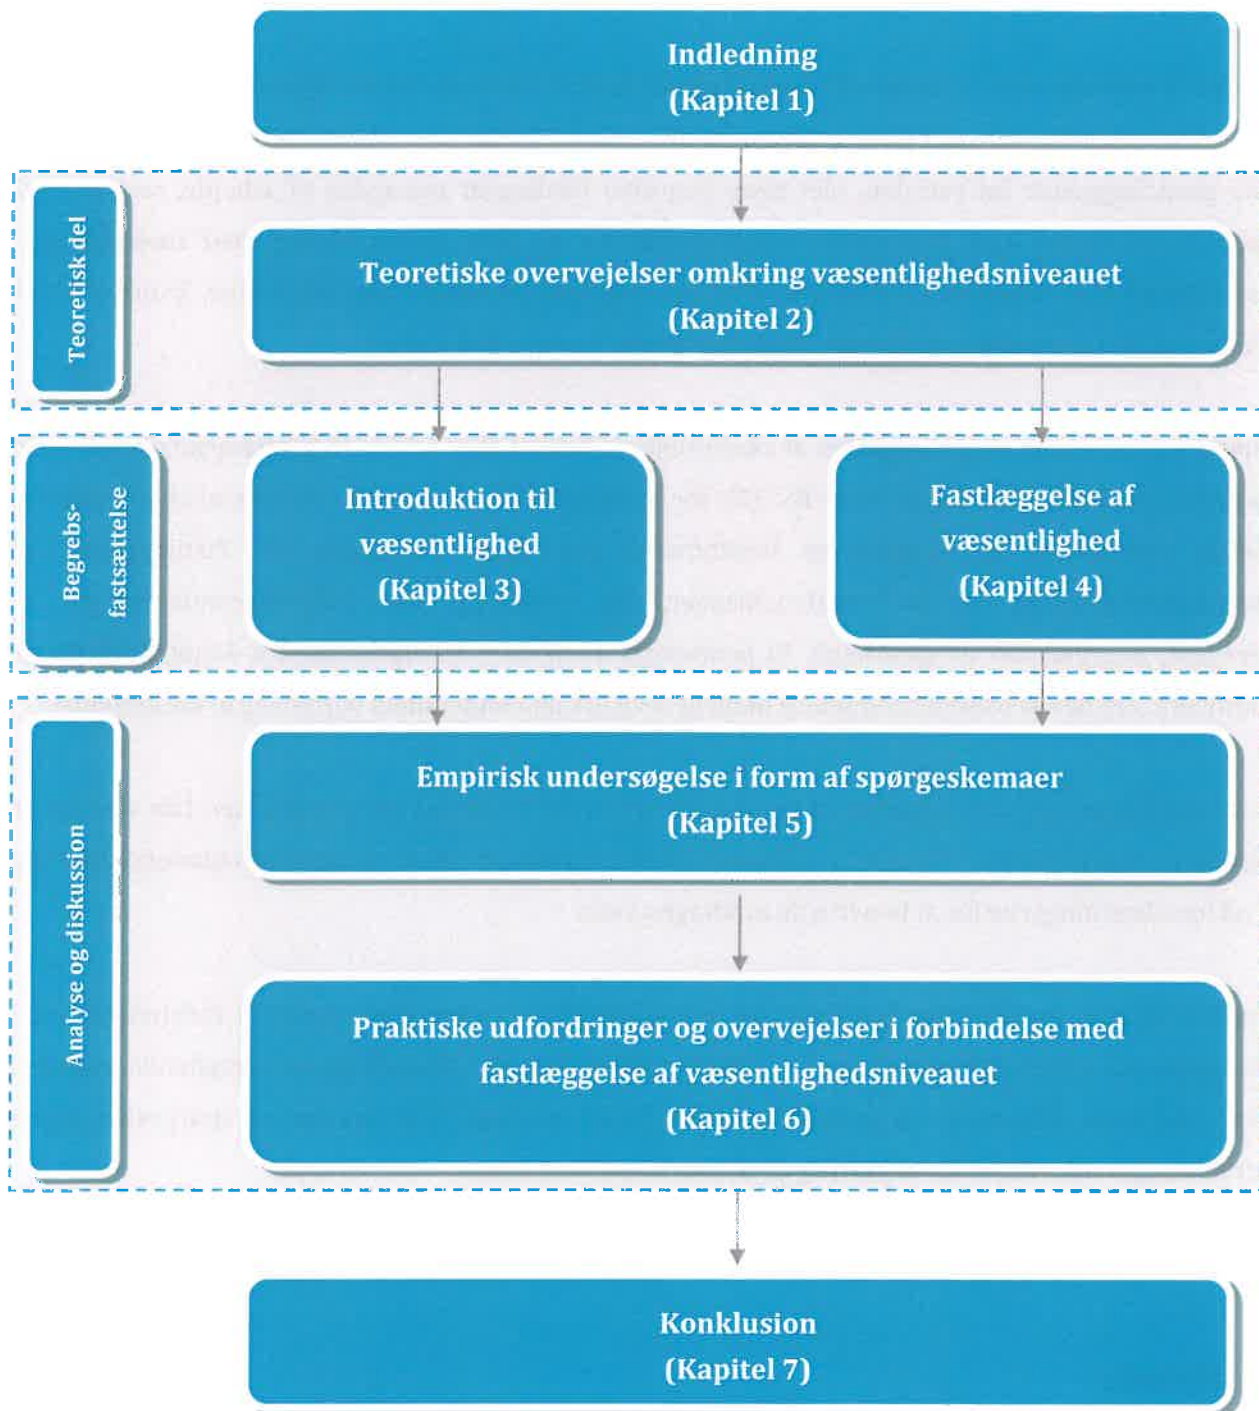 Indledning
(Kapitel 1)
Teoretisk del
Teoretiske overvejelser omkring væsentlighedsniveauet
(Kapitel 2)
Begrebs-
fastsættelse
Introduktion til
væsentlighed
(Kapitel 3)
Fastlæggelse af
væsentlighed
(Kapitel 4)
Analyse og diskussion
Empirisk undersøgelse i form af spørgeskemaer
(Kapitel 5)
Praktiske udfordringer og overvejelser i forbindelse med
fastlæggelse af væsentlighedsniveauet
(Kapitel 6)
Konklusion
(Kapitel 7)